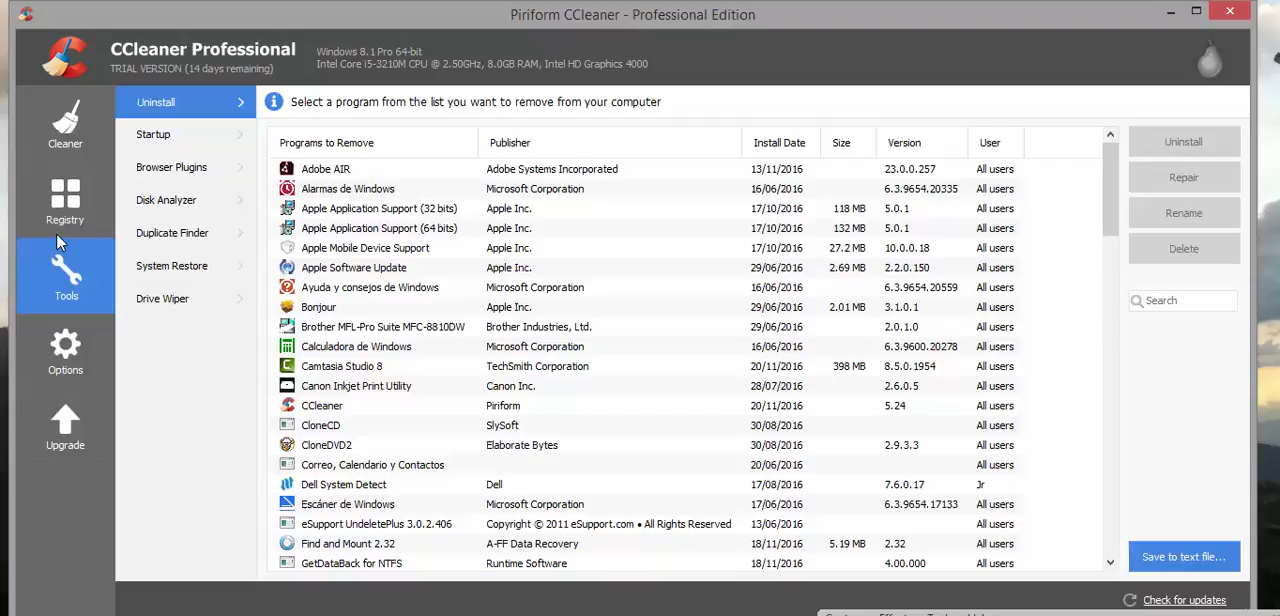 Piriform CCleaner - Professional Edition
CCleaner Professional
TRIAL VERSION (14 days remaining)
Windows 8.1 Pro 64-bit
Intel Core i5-3210M CPU @ 2.50GHz, 8.0GB RAM, Intel HD Graphics 4000
Cleaner
Registry
Tools
Options
Upgrade
Uninstall
Startup
Browser Plugins
Disk Analyzer
Duplicate Finder
System Restore
Drive Wiper
Select a program from the list you want to remove from your computer
Programs to Remove Publisher Install Date Size Version User
Adobe AIR Adobe Systems Incorporated 13/11/2016 23.0.0.257 All users
Alarmas de Windows Microsoft Corporation 16/06/2016 6.3.9654.20335 All users
Apple Application Support (32 bits) Apple Inc. 17/10/2016 118 MB 5.0.1 All users
Apple Application Support (64 bits) Apple Inc. 17/10/2016 132 MB 5.0.1 All users
Apple Mobile Device Support Apple Inc. 17/10/2016 27.2 MB 10.0.0.18 All users
Apple Software Update Apple Inc. 29/06/2016 2.69 MB 2.2.0.150 All users
Ayuda y consejos de Windows Microsoft Corporation 16/06/2016 6.3.9654.20559 All users
Bonjour Apple Inc. 29/06/2016 2.01 MB 3.1.0.1 All users
Brother MFL-Pro Suite MFC-8810DW Brother Industries, Ltd. 29/06/2016 2.0.1.0 All users
Calculadora de Windows Microsoft Corporation 16/06/2016 6.3.9600.20278 All users
Camtasia Studio 8 TechSmith Corporation 20/11/2016 398 MB 8.5.0.1954 All users
Canon Inkjet Print Utility Canon Inc. 28/07/2016 2.6.0.5 All users
CCleaner Piriform 20/11/2016 5.24 All users
CloneCD SlySoft 30/08/2016 All users
CloneDVD2 Elaborate Bytes 30/08/2016 2.9.3.3 All users
Correo, Calendario y Contactos 20/06/2016 All users
Dell System Detect Dell 17/08/2016 7.6.0.17 Jr
Escáner de Windows Microsoft Corporation 17/06/2016 6.3.9654.17133 All users
eSupport UndeletePlus 3.0.2.406 Copyright © 2011 eSupport.com • All Rights Reserved 13/06/2016 All users
Find and Mount 2.32 A-FF Data Recovery 18/11/2016 5.19 MB 2.32 All users
GetDataBack for NTFS Runtime Software 18/11/2016 4.00.000 All users
Uninstall
Repair
Rename
Delete
Search
Save to text file...
Check for updates